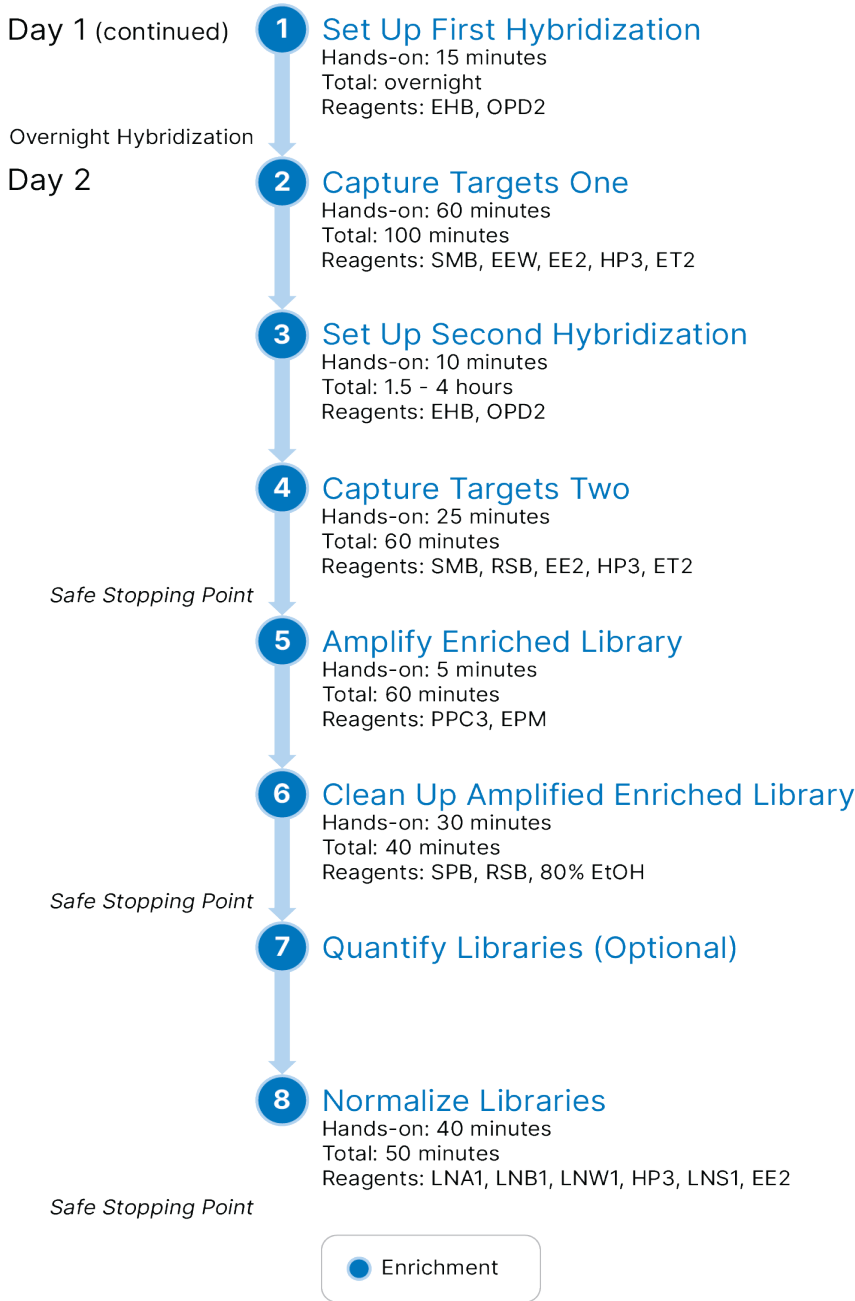 Day 1 (continued)
1
Set Up First Hybridization
Hands-on: 15 minutes
Total: overnight
Reagents: EHB, OPD2
Overnight Hybridization
Day 2
2
Capture Targets One
Hands-on: 60 minutes
Total: 100 minutes
Reagents: SMB, EEW, EE2, HP3, ET2
3
Set Up Second Hybridization
Hands-on: 10 minutes
Total: 1.5 - 4 hours
Reagents: EHB, OPD2
4
Capture Targets Two
Hands-on: 25 minutes
Total: 60 minutes
Reagents: SMB, RSB, EE2, HP3, ET2
Safe Stopping Point
5
Amplify Enriched Library
Hands-on: 5 minutes
Total: 60 minutes
Reagents: PPC3, EPM
6
Clean Up Amplified Enriched Library
Hands-on: 30 minutes
Total: 40 minutes
Reagents: SPB, RSB, 80% EtOH
Safe Stopping Point
7
Quantify Libraries (Optional)
8
Normalize Libraries
Hands-on: 40 minutes
Total: 50 minutes
Reagents: LNA1, LNB1, LNW1, HP3, LNS1, EE2
Safe Stopping Point
Enrichment